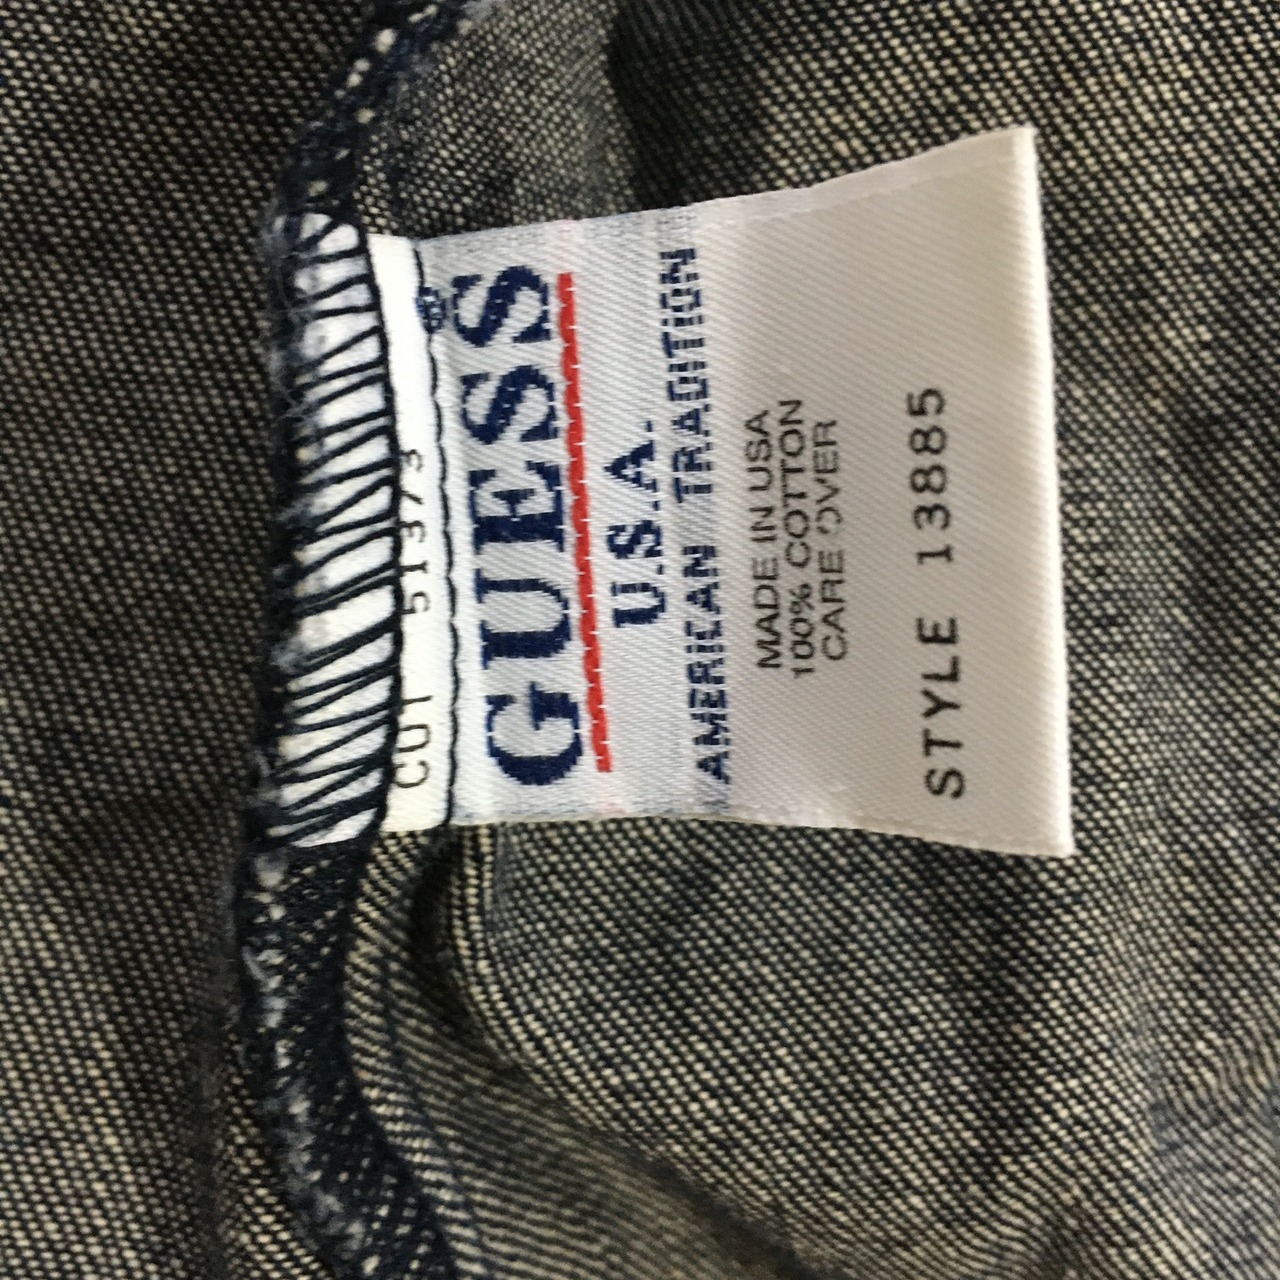 CUT 51373
GUESS
U.S.A.
AMERICAN TRADITION
MADE IN USA
100% COTTON
CARE OVER
STYLE 13885